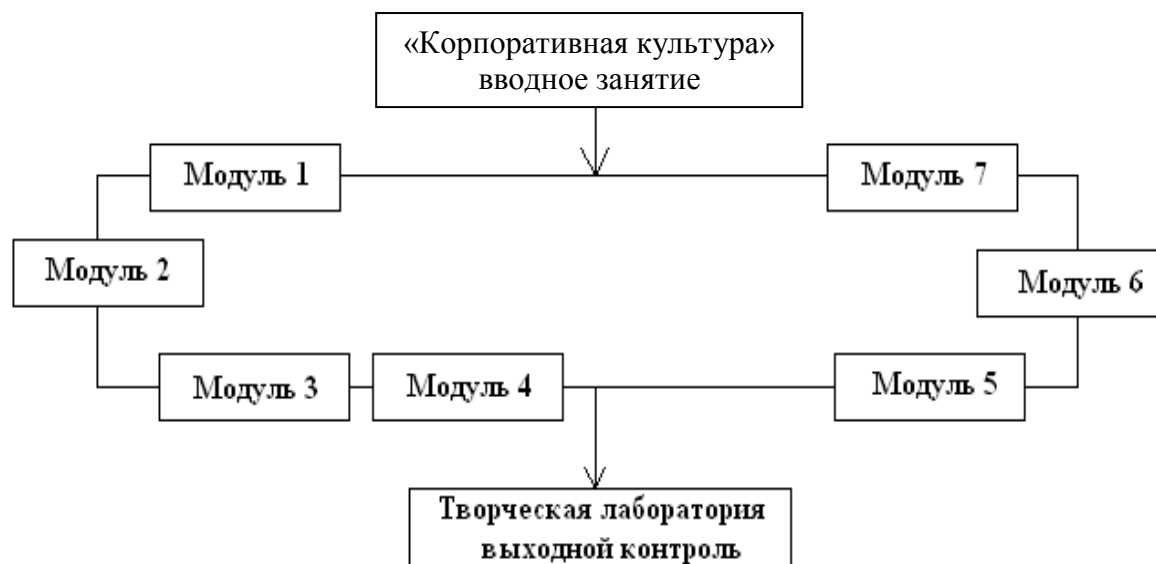 «Корпоративная культура»
вводное занятие
Модуль 1
Модуль 7
Модуль 2
Модуль 6
Модуль 3
Модуль 4
Модуль 5
Творческая лаборатория
выходной контроль